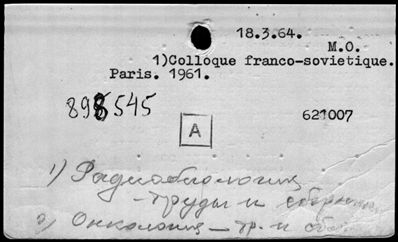 18.3.64.
M.O.
1)Colloque franco-sovietique.
Paris. 1961.
898545
621007
А
1) Радиобиология
- труды и сборники
2) Онкология - тр. и сб.